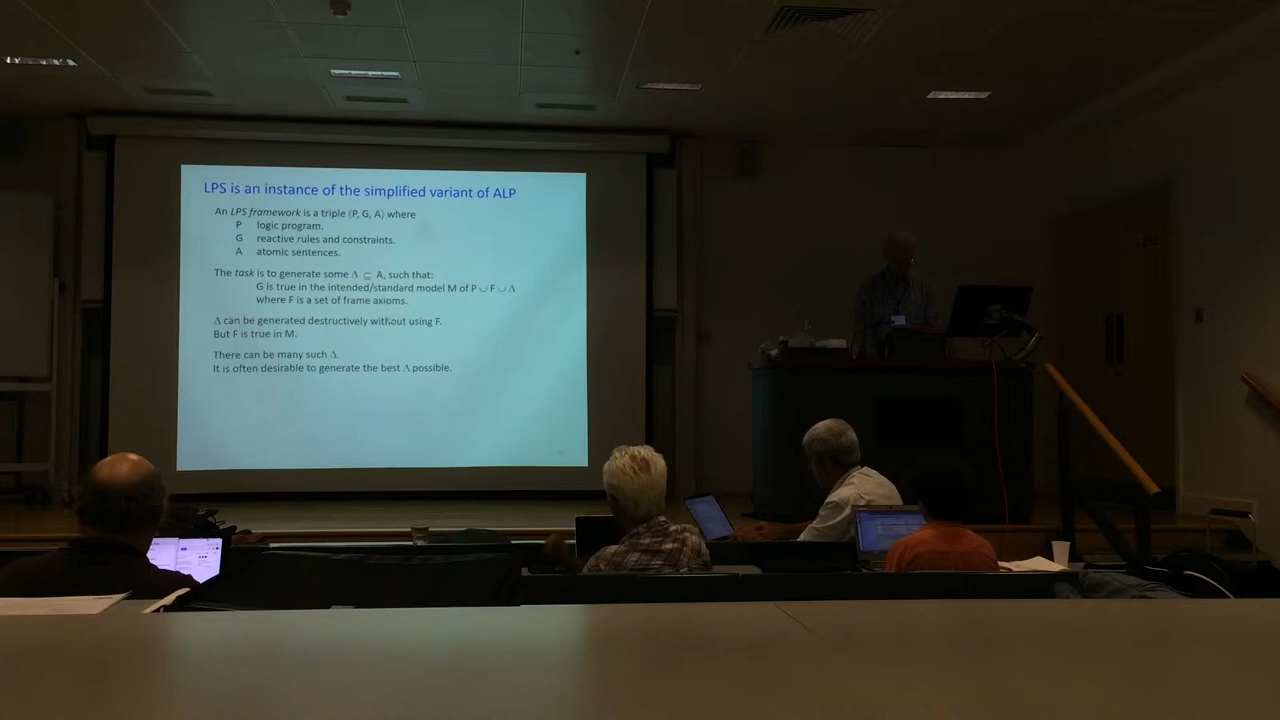 LPS is an instance of the simplified variant of ALP
An LPS framework is a triple ⟨P, G, A⟩ where
P logic program.
G reactive rules and constraints.
A atomic sentences.
The task is to generate some Δ ⊆ A, such that:
G is true in the intended/standard model M of P ∪ F ∪ Δ
where F is a set of frame axioms.
Δ can be generated destructively without using F.
But F is true in M.
There can be many such Δ.
It is often desirable to generate the best Δ possible.